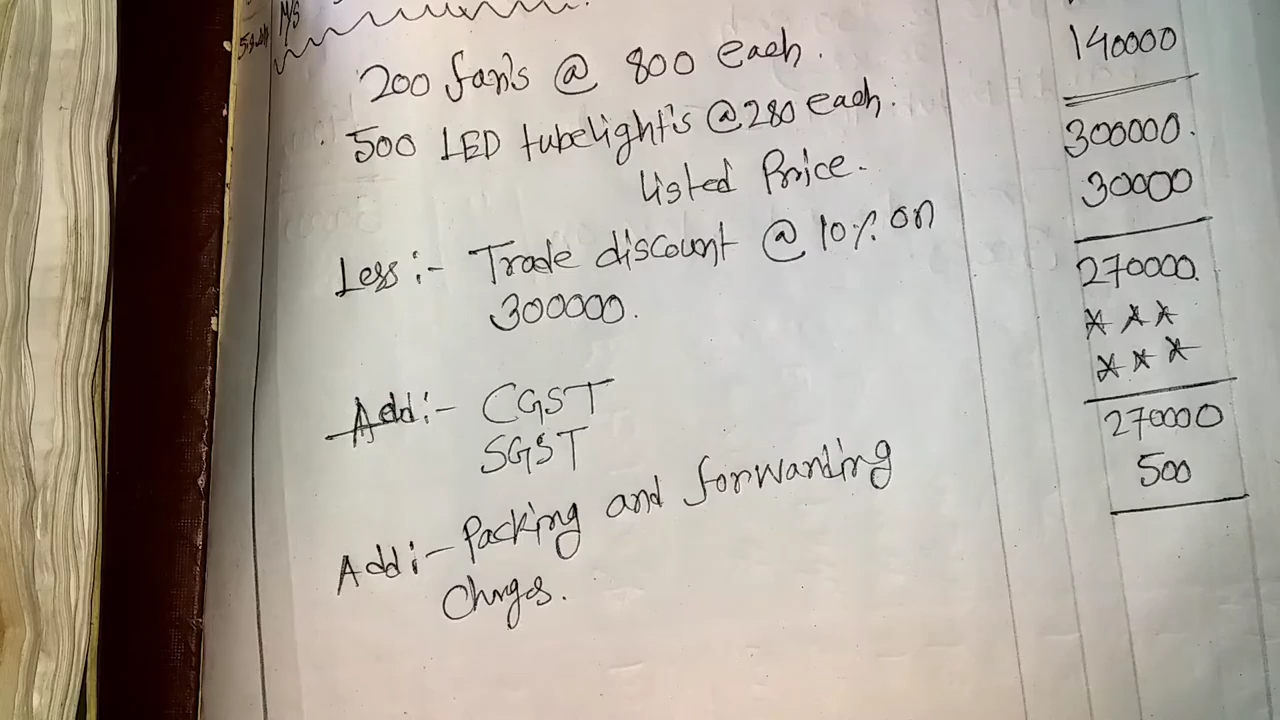 M/S
200 fan's @ 800 each.
140000
500 LED tubelight's @ 280 each.
Listed Price.
300000.
Less :- Trade discount @ 10% on
30000
300000.
270000.
***
***
Add :- CGST
SGST
270000
Add :- Packing and forwarding
500
Charges.